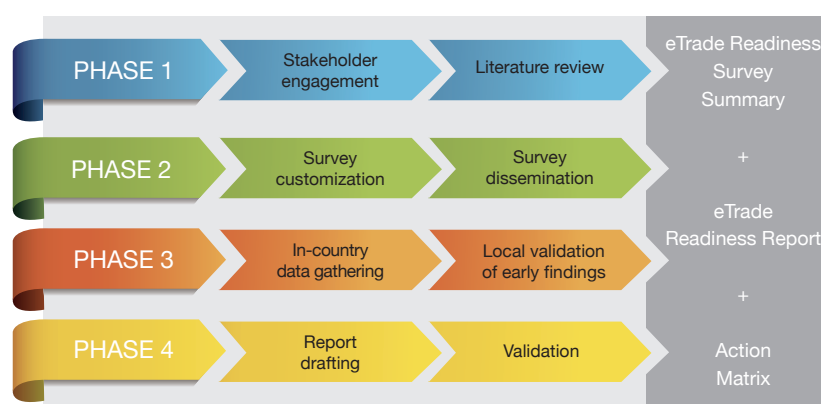 PHASE 1
Stakeholder
engagement
Literature review
PHASE 2
Survey
customization
Survey
dissemination
PHASE 3
In-country
data gathering
Local validation
of early findings
PHASE 4
Report
drafting
Validation
eTrade Readiness
Survey
Summary
+
eTrade
Readiness Report
+
Action
Matrix